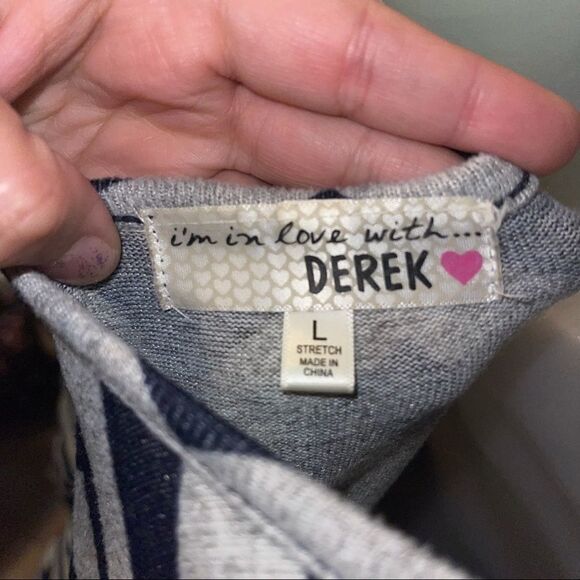 i'm in love with...
DEREK
L
STRETCH
MADE IN
CHINA